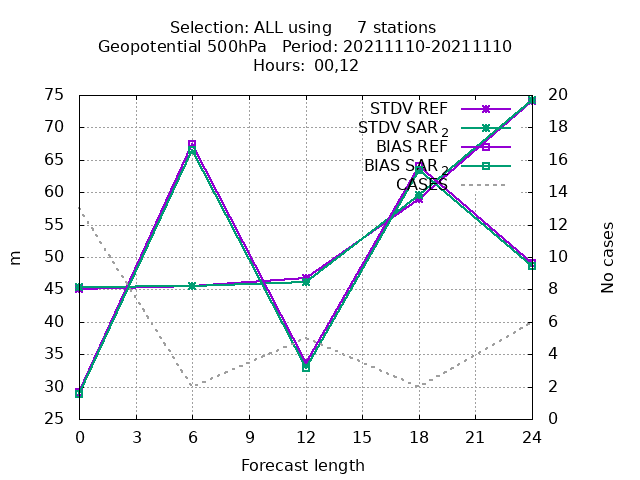 Selection: ALL using     7 stations
Geopotential 500hPa   Period: 20211110-20211110
Hours:  00,12
75
70
65
60
55
50
45
40
35
30
25
20
18
16
14
12
10
8
6
4
2
0
STDV REF
STDV SAR 2
BIAS REF
BIAS SAR 2
CASES
m
No cases
0 3 6 9 12 15 18 21 24
Forecast length